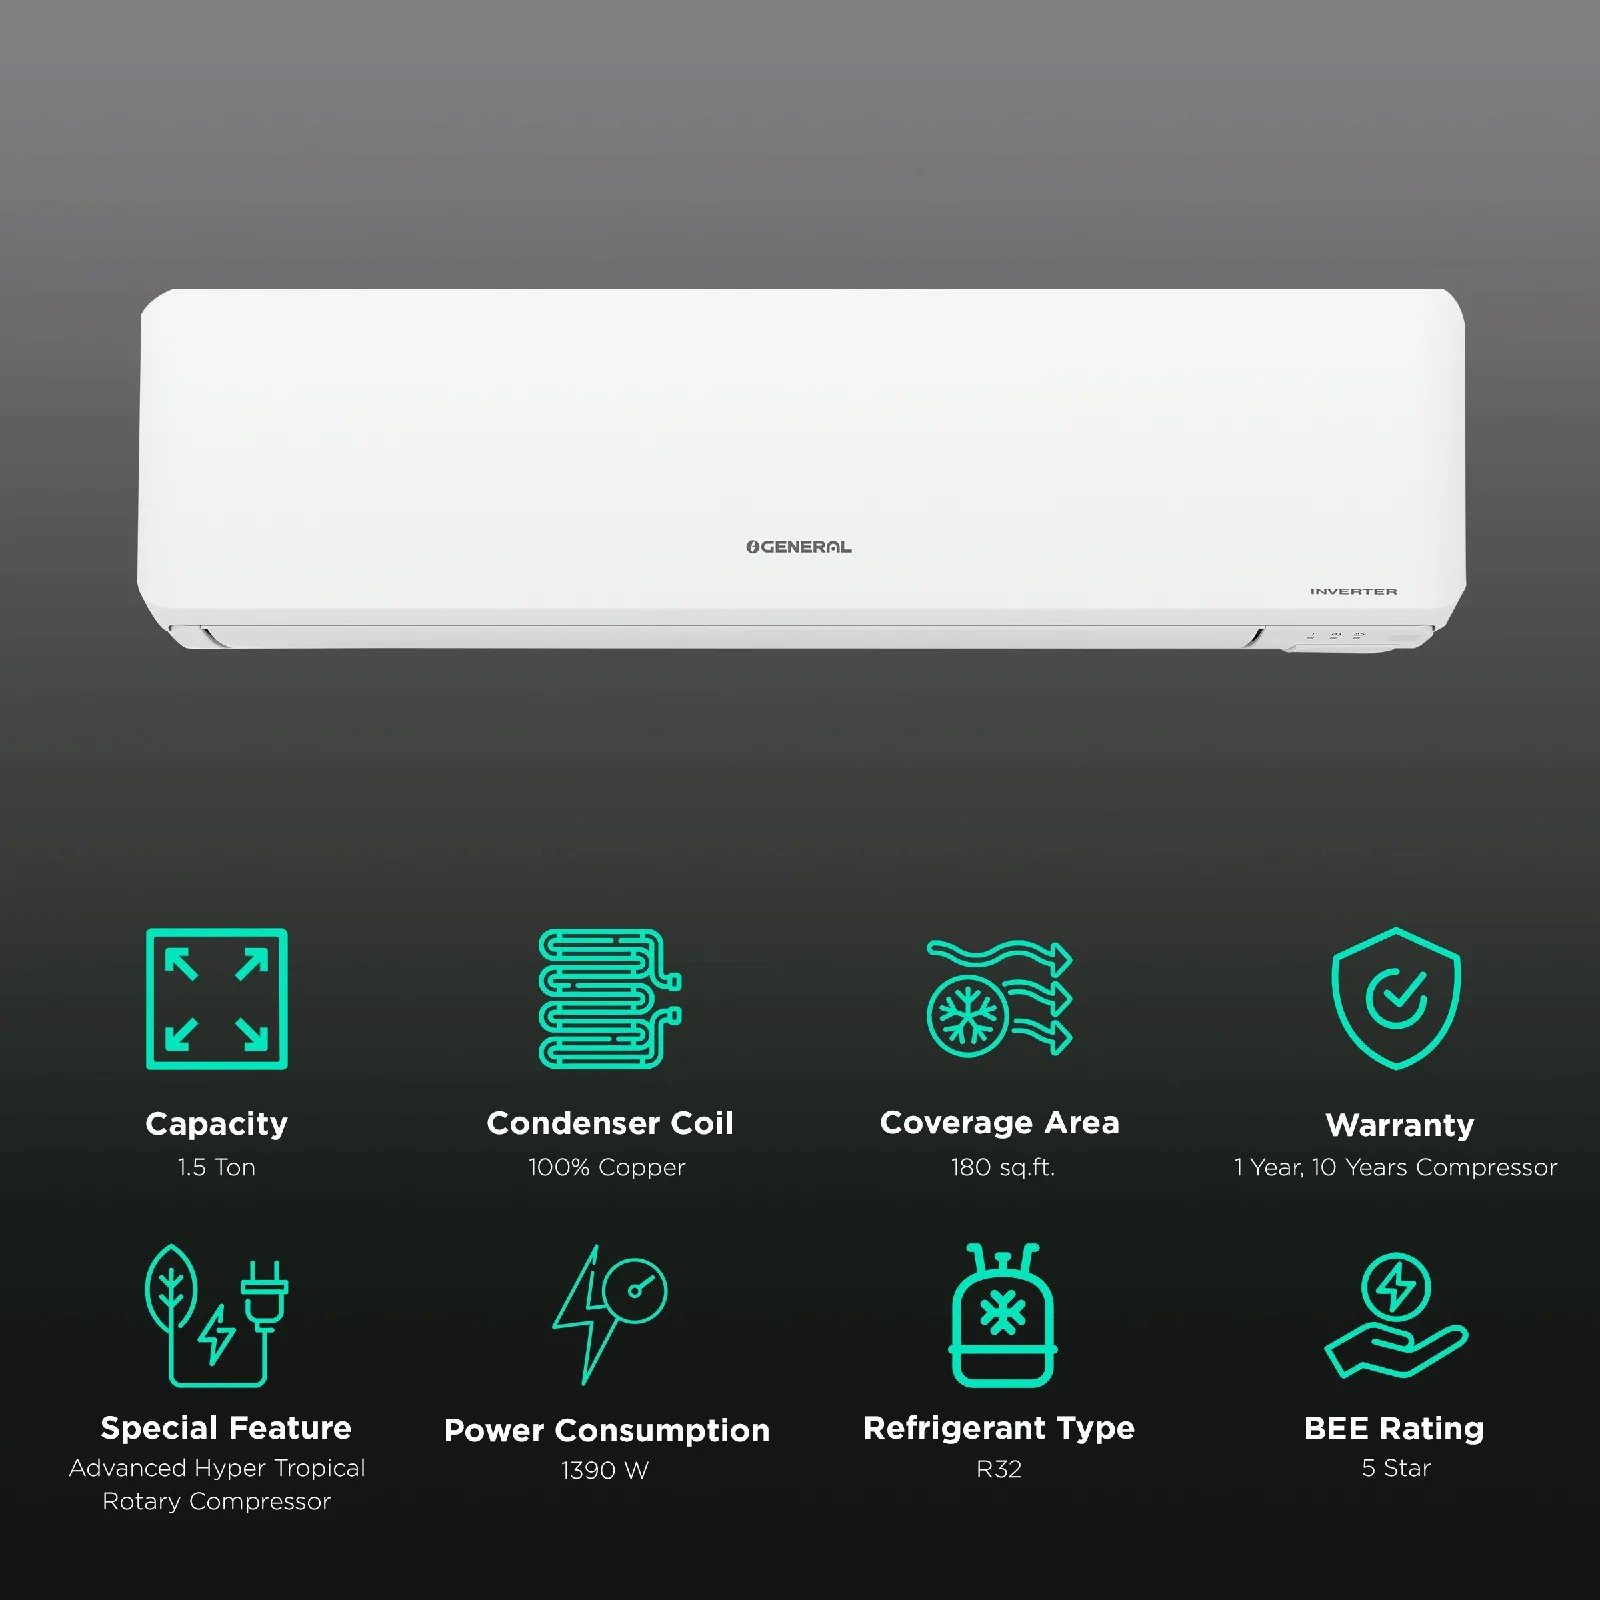 GENERAL
INVERTER
Capacity
1.5 Ton
Condenser Coil
100% Copper
Coverage Area
180 sq.ft.
Warranty
1 Year, 10 Years Compressor
Special Feature
Advanced Hyper Tropical
Rotary Compressor
Power Consumption
1390 W
Refrigerant Type
R32
BEE Rating
5 Star